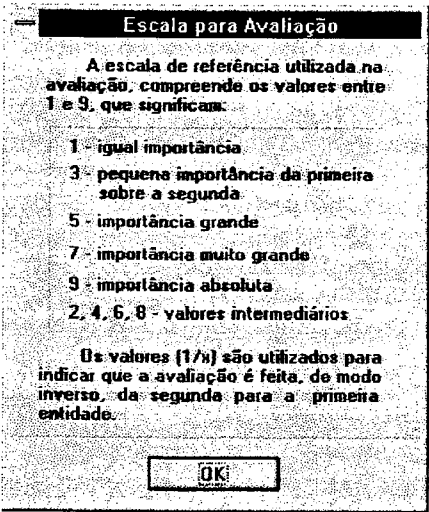 Escala para Avaliação
A escala de referência utilizada na
avaliação, compreende os valores entre
1 e 9, que significam:
1 - igual importância
3 - pequena importância da primeira
sobre a segunda
5 - importância grande
7 - importância muito grande
9 - importância absoluta
2, 4, 6, 8 - valores intermediários
Os valores (1/x) são utilizados para
indicar que a avaliação é feita, de modo
inverso, da segunda para a primeira
entidade.
OK